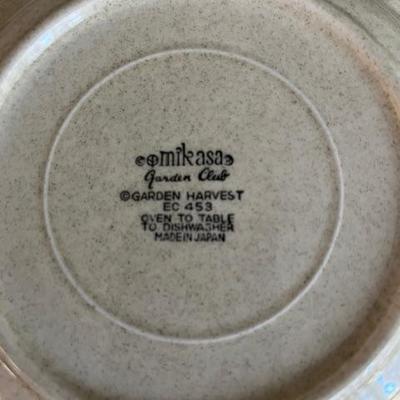 mikasa
Garden Club
©GARDEN HARVEST
EC 453
OVEN TO TABLE
TO DISHWASHER
MADE IN JAPAN